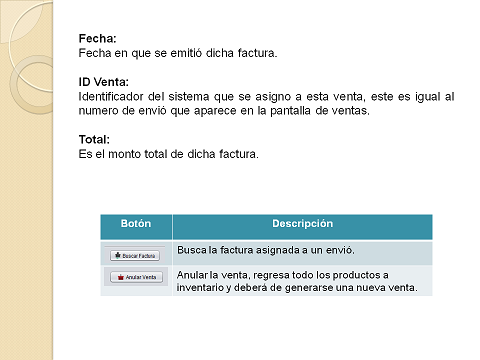 Fecha:
Fecha en que se emitió dicha factura.
ID Venta:
Identificador del sistema que se asigno a esta venta, este es igual al
numero de envió que aparece en la pantalla de ventas.
Total:
Es el monto total de dicha factura.
Botón Descripción
Buscar Factura Busca la factura asignada a un envió.
Anular Venta Anular la venta, regresa todo los productos a
inventario y deberá de generarse una nueva venta.